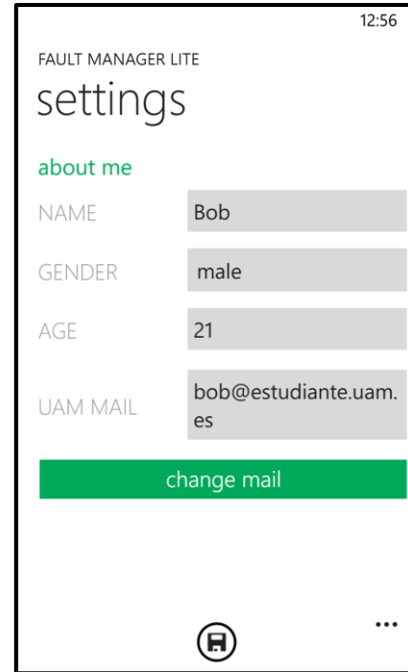 12:56
FAULT MANAGER LITE
settings
about me
NAME
Bob
GENDER
male
AGE
21
UAM MAIL
bob@estudiante.uam.
es
change mail
...